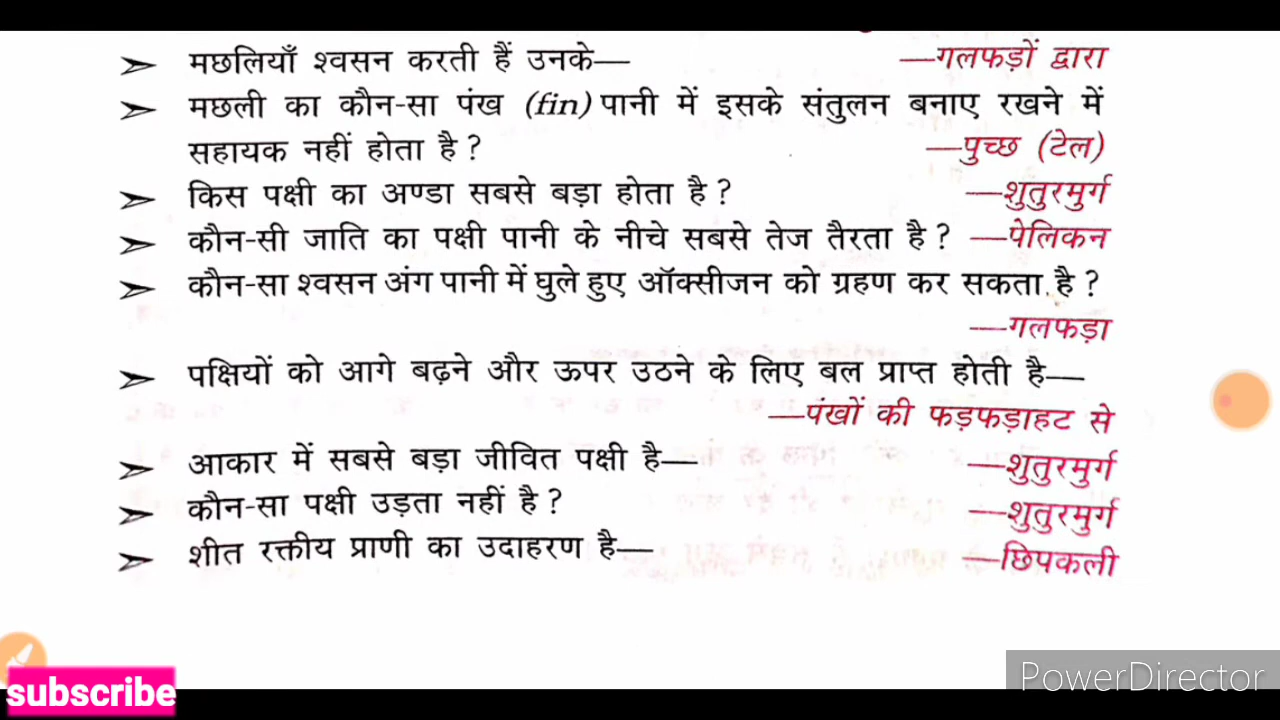 ➢ मछलियाँ श्वसन करती हैं उनके— —गलफड़ों द्वारा
➢ मछली का कौन-सा पंख (fin) पानी में इसके संतुलन बनाए रखने में
सहायक नहीं होता है ? —पुच्छ (टेल)
➢ किस पक्षी का अण्डा सबसे बड़ा होता है ? —शुतुरमुर्ग
➢ कौन-सी जाति का पक्षी पानी के नीचे सबसे तेज तैरता है ? —पेलिकन
➢ कौन-सा श्वसन अंग पानी में घुले हुए ऑक्सीजन को ग्रहण कर सकता है ?
—गलफड़ा
➢ पक्षियों को आगे बढ़ने और ऊपर उठने के लिए बल प्राप्त होती है—
—पंखों की फड़फड़ाहट से
➢ आकार में सबसे बड़ा जीवित पक्षी है— —शुतुरमुर्ग
➢ कौन-सा पक्षी उड़ता नहीं है ? —शुतुरमुर्ग
➢ शीत रक्तीय प्राणी का उदाहरण है— —छिपकली
subscribe
PowerDirector